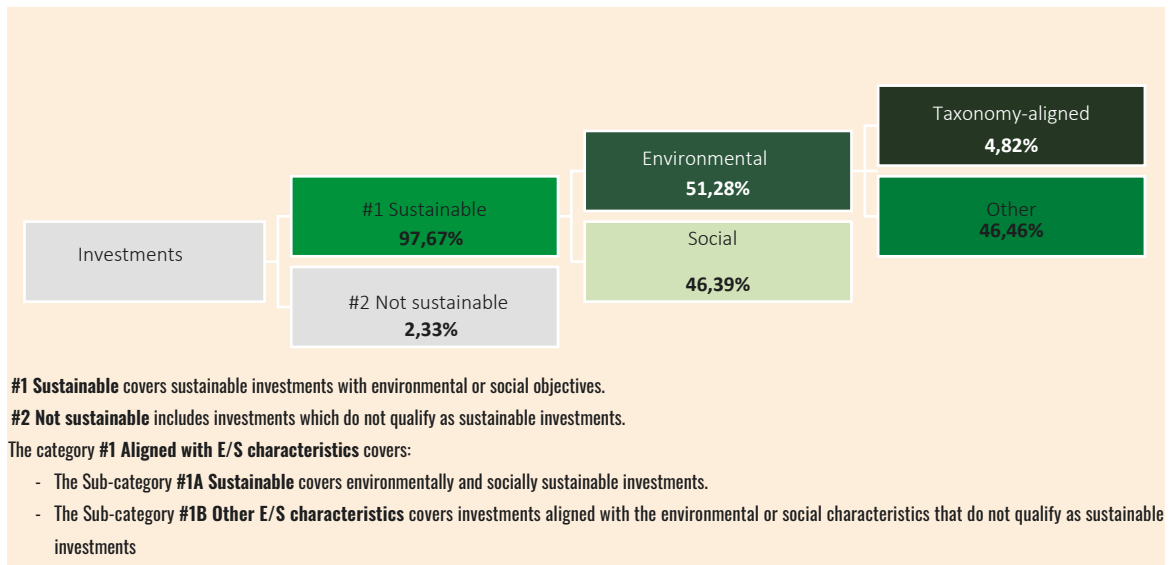 Taxonomy-aligned
4,82%
Environmental
51,28%
#1 Sustainable
97,67%
Other
46,46%
Investments
Social
46,39%
#2 Not sustainable
2,33%
#1 Sustainable covers sustainable investments with environmental or social objectives.
#2 Not sustainable includes investments which do not qualify as sustainable investments.
The category #1 Aligned with E/S characteristics covers:
- The Sub-category #1A Sustainable covers environmentally and socially sustainable investments.
- The Sub-category #1B Other E/S characteristics covers investments aligned with the environmental or social characteristics that do not qualify as sustainable
investments